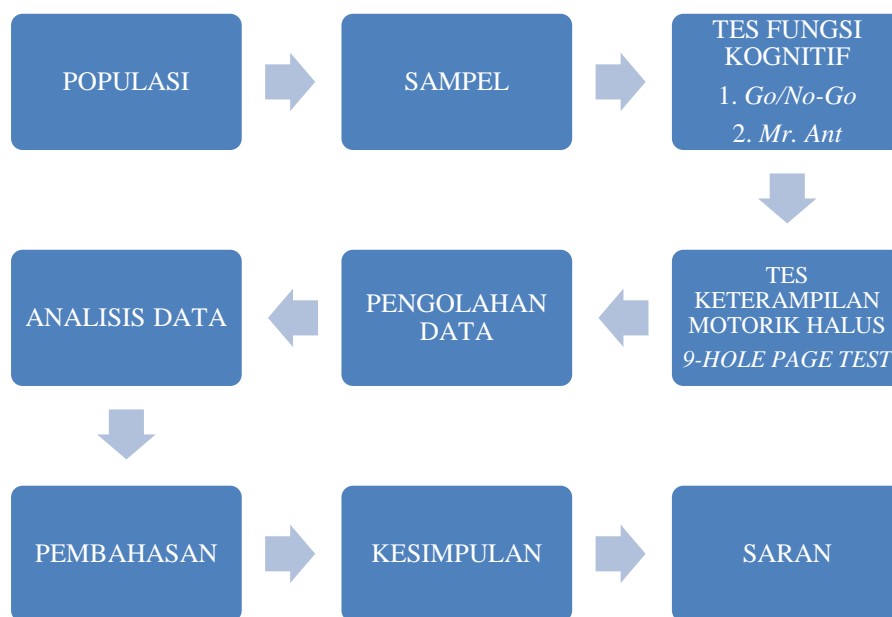 POPULASI
SAMPEL
TES FUNGSI
KOGNITIF
1. Go/No-Go
2. Mr. Ant
TES
KETERAMPILAN
MOTORIK HALUS
9-HOLE PAGE TEST
PENGOLAHAN
DATA
ANALISIS DATA
PEMBAHASAN
KESIMPULAN
SARAN